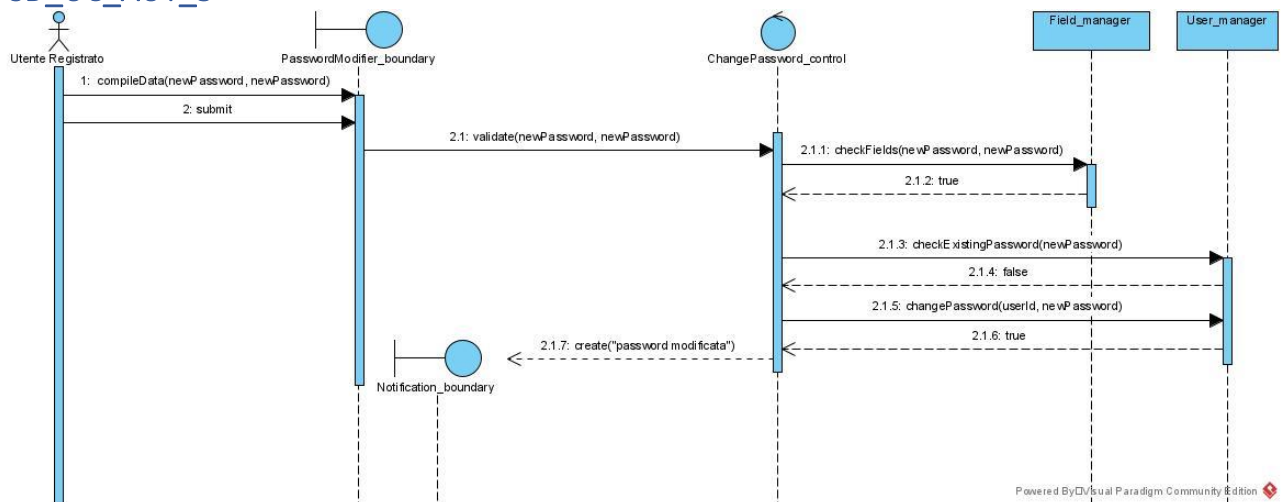 Field_manager
User_manager
Utente Registrato
PasswordModifier_boundary
ChangePassword_control
1: compileData(newPassword, newPassword)
2: submit
2.1: validate(newPassword, newPassword)
2.1.1: checkFields(newPassword, newPassword)
2.1.2: true
2.1.3: checkExistingPassword(newPassword)
2.1.4: false
2.1.5: changePassword(userId, newPassword)
2.1.6: true
2.1.7: create("password modificata")
Notification_boundary
Powered By Visual Paradigm Community Edition